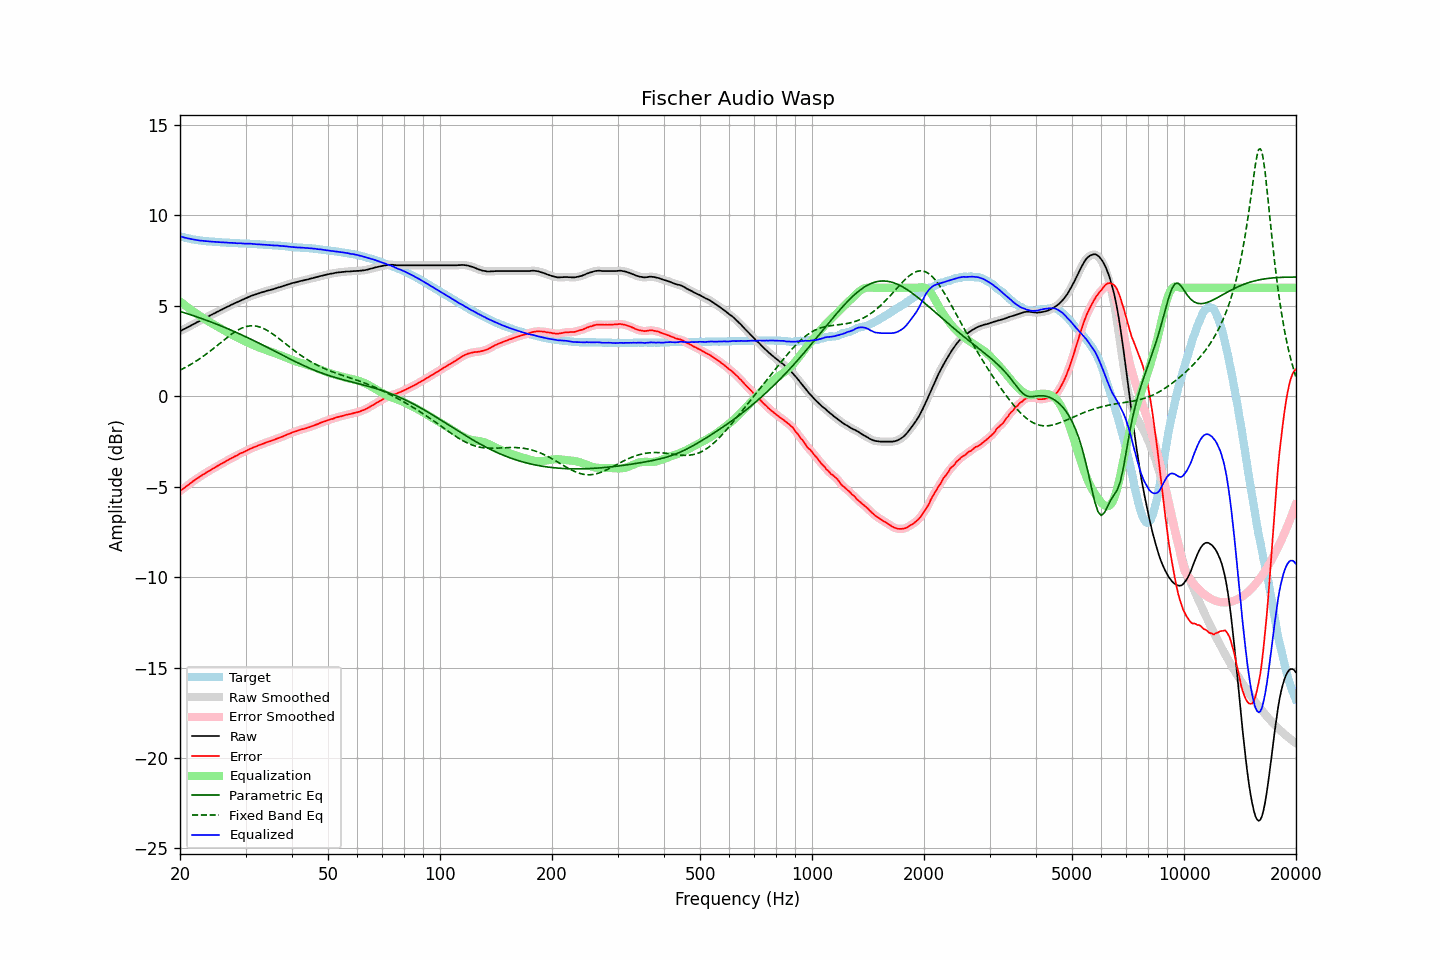 Fischer Audio Wasp
15
10
5
0
−5
−10
−15
−20
−25
Amplitude (dBr)
Target
Raw Smoothed
Error Smoothed
Raw
Error
Equalization
Parametric Eq
Fixed Band Eq
Equalized
20 50 100 200 500 1000 2000 5000 10000 20000
Frequency (Hz)